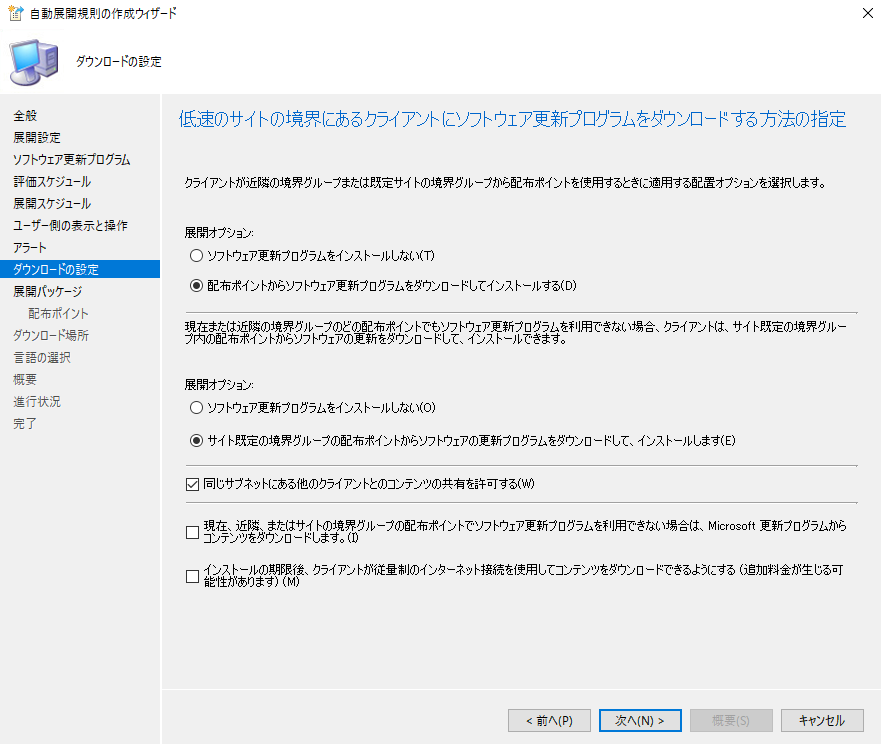 自動展開規則の作成ウィザード
ダウンロードの設定
全般
展開設定
ソフトウェア更新プログラム
評価スケジュール
展開スケジュール
ユーザー側の表示と操作
アラート
ダウンロードの設定
展開パッケージ
配布ポイント
ダウンロード場所
言語の選択
概要
進行状況
完了
低速のサイトの境界にあるクライアントにソフトウェア更新プログラムをダウンロードする方法の指定
クライアントが近隣の境界グループまたは既定サイトの境界グループから配布ポイントを使用するときに適用する配置オプションを選択します。
展開オプション:
ソフトウェア更新プログラムをインストールしない(T)
配布ポイントからソフトウェア更新プログラムをダウンロードしてインストールする(D)
現在または近隣の境界グループのどの配布ポイントでもソフトウェア更新プログラムを利用できない場合、クライアントは、サイト既定の境界グルー
プ内の配布ポイントからソフトウェアの更新をダウンロードして、インストールできます。
展開オプション:
ソフトウェア更新プログラムをインストールしない(O)
サイト既定の境界グループの配布ポイントからソフトウェアの更新プログラムをダウンロードして、インストールします(E)
同じサブネットにある他のクライアントとのコンテンツの共有を許可する(W)
現在、近隣、またはサイトの境界グループの配布ポイントでソフトウェア更新プログラムを利用できない場合は、Microsoft 更新プログラムから
コンテンツをダウンロードします。(I)
インストールの期限後、クライアントが従量制のインターネット接続を使用してコンテンツをダウンロードできるようにする (追加料金が生じる可
能性があります) (M)
< 前へ(P)
次へ(N) >
概要(S)
キャンセル